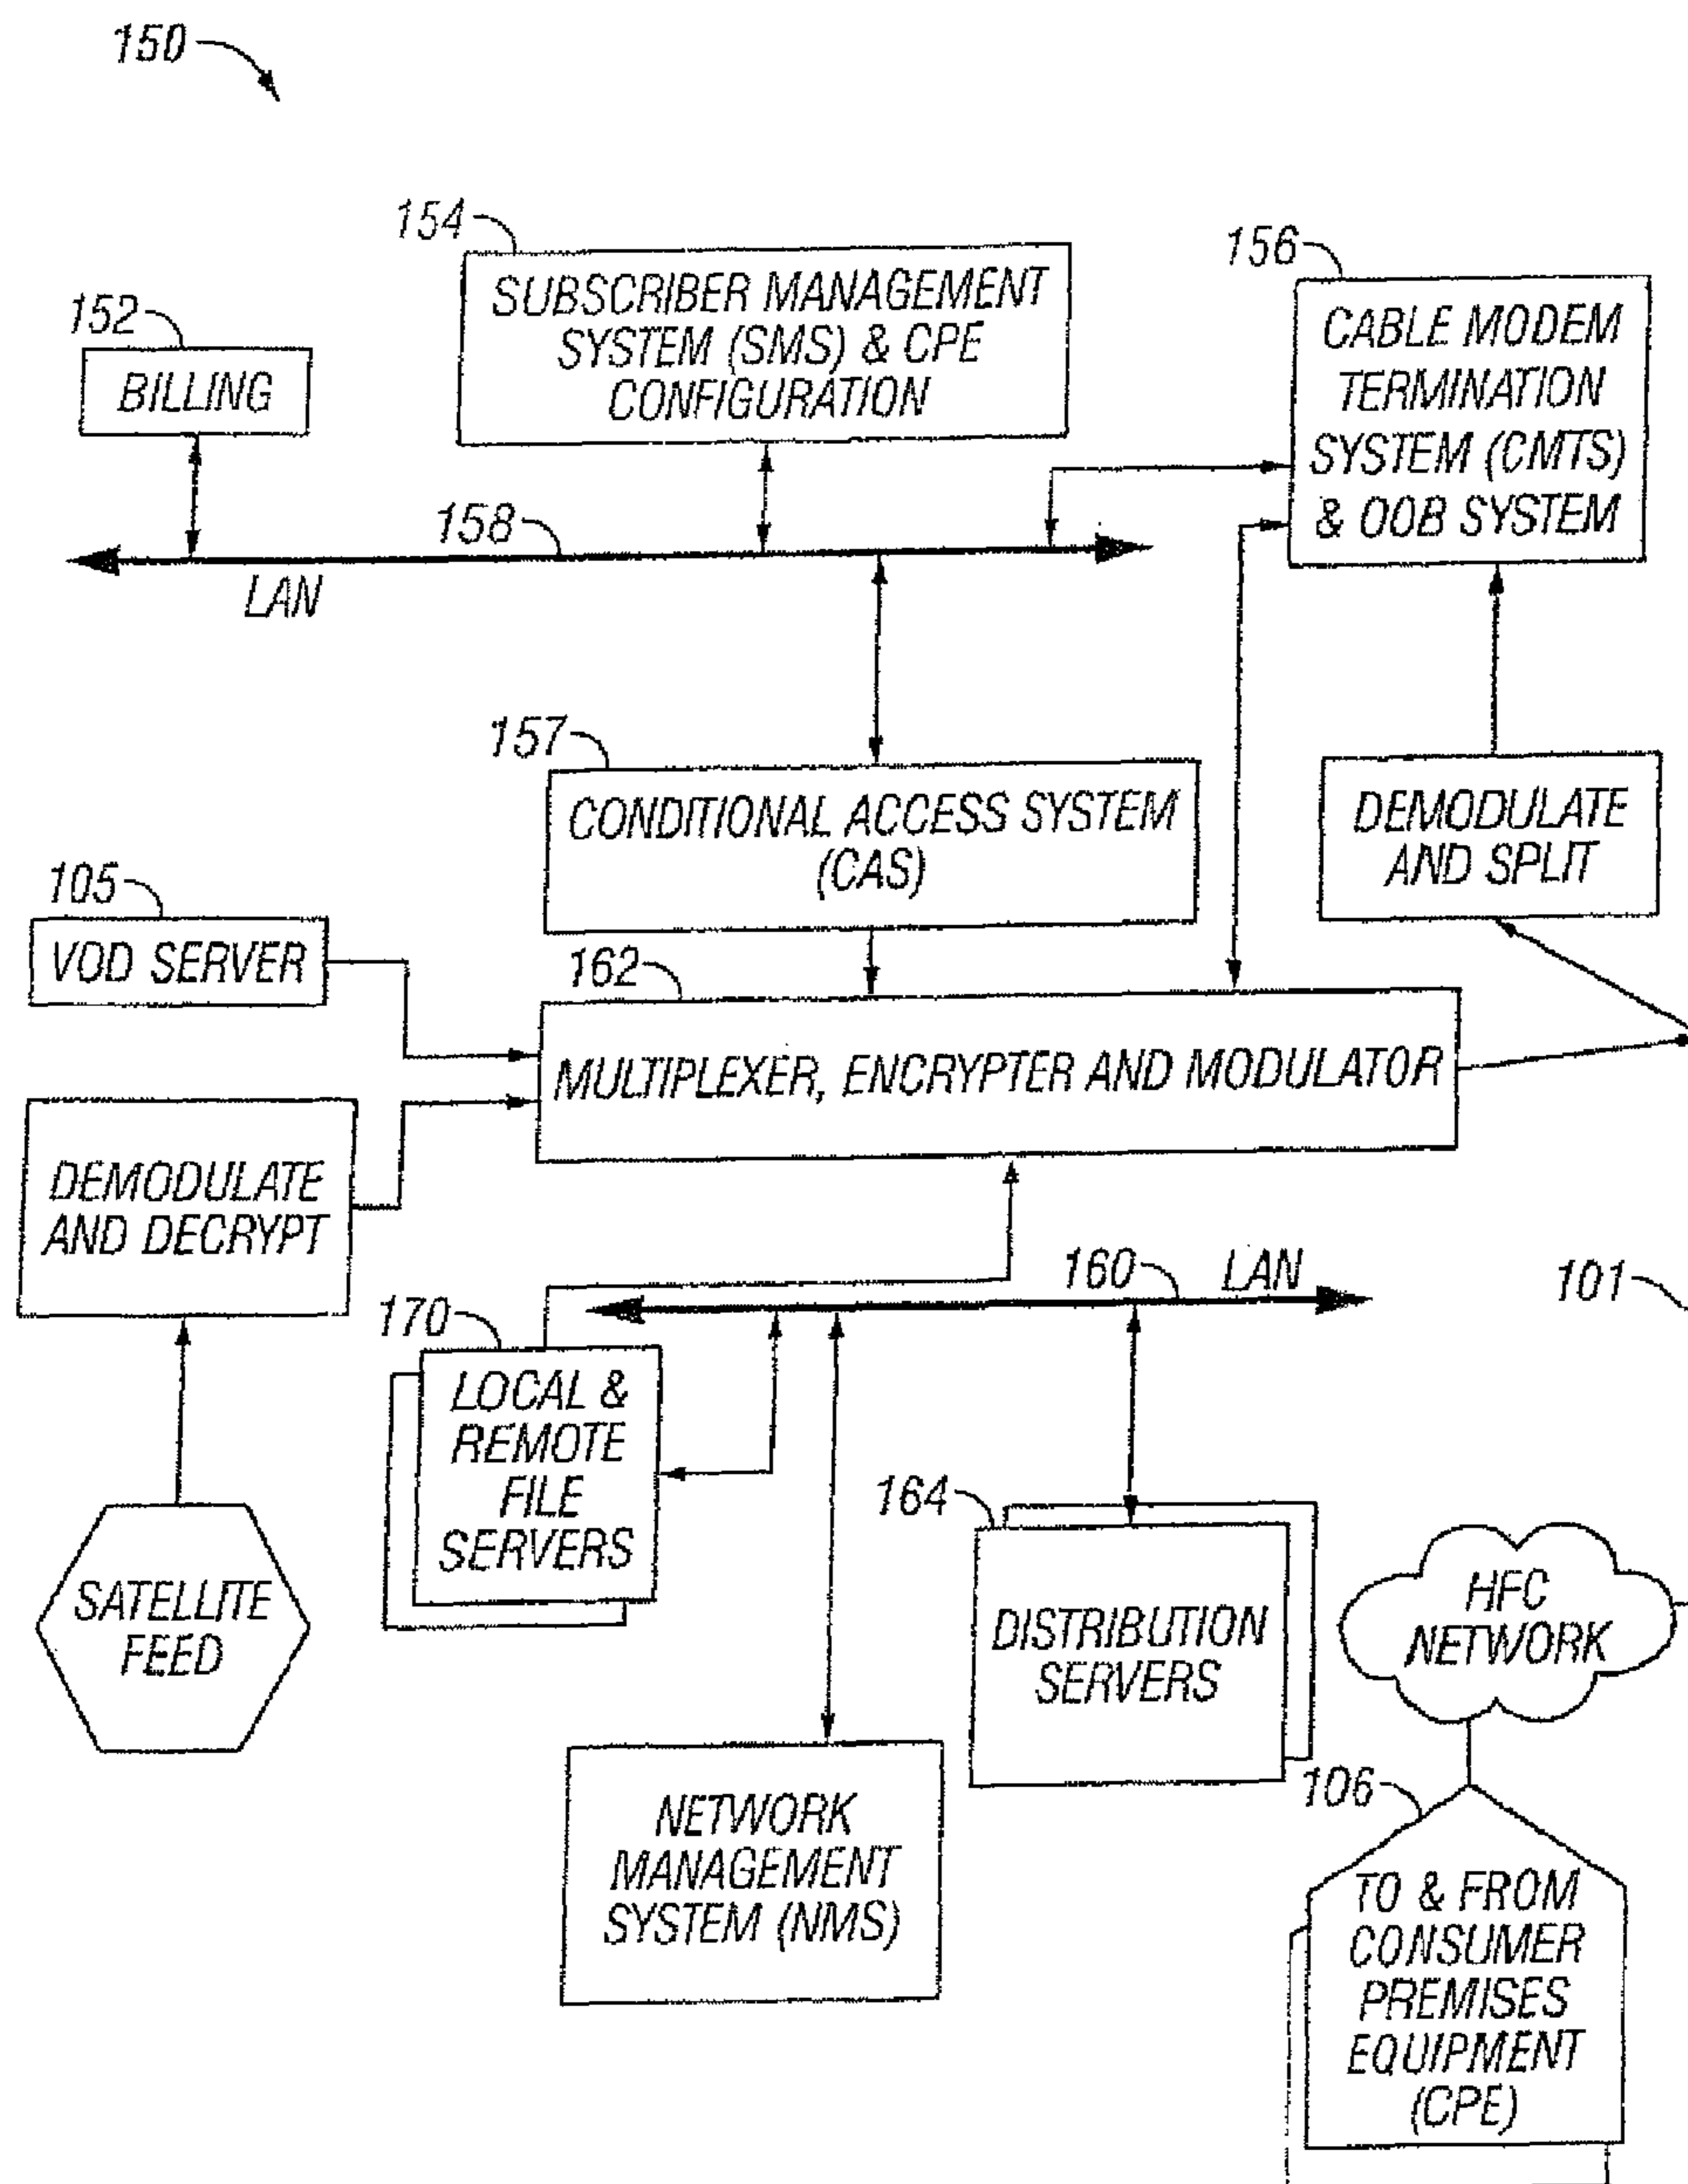 150
154
SUBSCRIBER MANAGEMENT
SYSTEM (SMS) & CPE
CONFIGURATION
156
CABLE MODEM
TERMINATION
SYSTEM (CMTS)
& OOB SYSTEM
152
BILLING
158
LAN
157
CONDITIONAL ACCESS SYSTEM
(CAS)
DEMODULATE
AND SPLIT
105
VOD SERVER
162
MULTIPLEXER, ENCRYPTER AND MODULATOR
DEMODULATE
AND DECRYPT
160
LAN
101
170
LOCAL &
REMOTE
FILE
SERVERS
164
DISTRIBUTION
SERVERS
SATELLITE
FEED
HFC
NETWORK
NETWORK
MANAGEMENT
SYSTEM (NMS)
106
TO & FROM
CONSUMER
PREMISES
EQUIPMENT
(CPE)